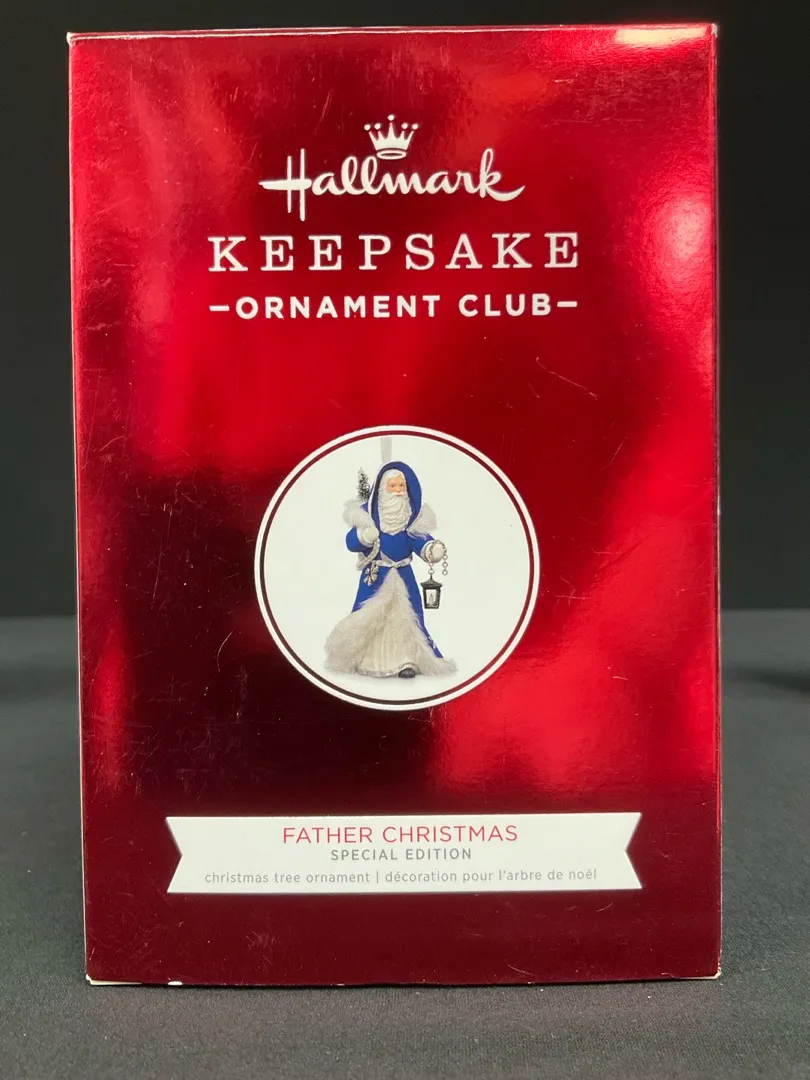 Hallmark
KEEPSAKE
–ORNAMENT CLUB–
FATHER CHRISTMAS
SPECIAL EDITION
christmas tree ornament | décoration pour l'arbre de noël